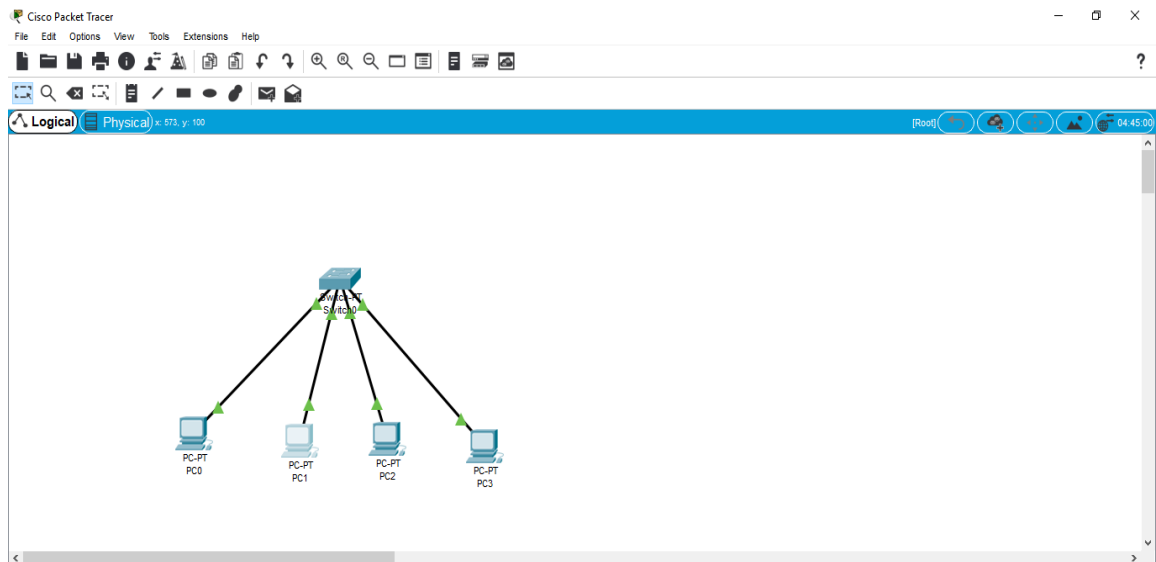 Cisco Packet Tracer
File Edit Options View Tools Extensions Help
?
Logical Physical x: 573, y: 100 [Root] 04:45:00
Switch-PT
Switch0
PC-PT
PC0
PC-PT
PC1
PC-PT
PC2
PC-PT
PC3